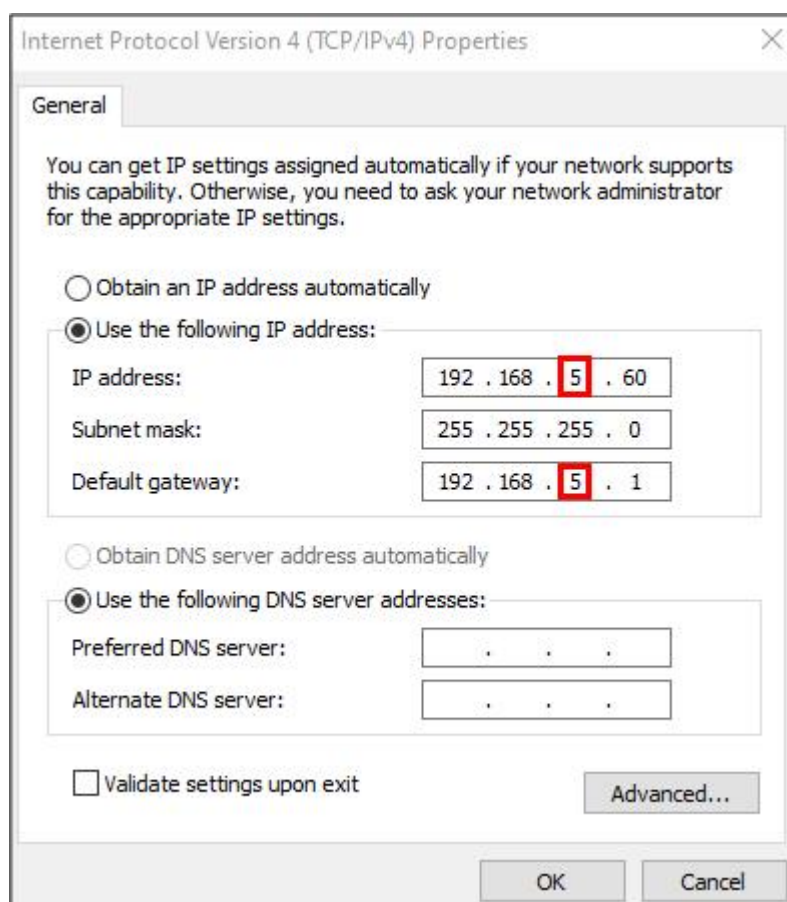 Internet Protocol Version 4 (TCP/IPv4) Properties
General
You can get IP settings assigned automatically if your network supports
this capability. Otherwise, you need to ask your network administrator
for the appropriate IP settings.
Obtain an IP address automatically
Use the following IP address:
IP address: 192 . 168 . 5 . 60
Subnet mask: 255 . 255 . 255 . 0
Default gateway: 192 . 168 . 5 . 1
Obtain DNS server address automatically
Use the following DNS server addresses:
Preferred DNS server: . . .
Alternate DNS server: . . .
Validate settings upon exit
Advanced...
OK Cancel